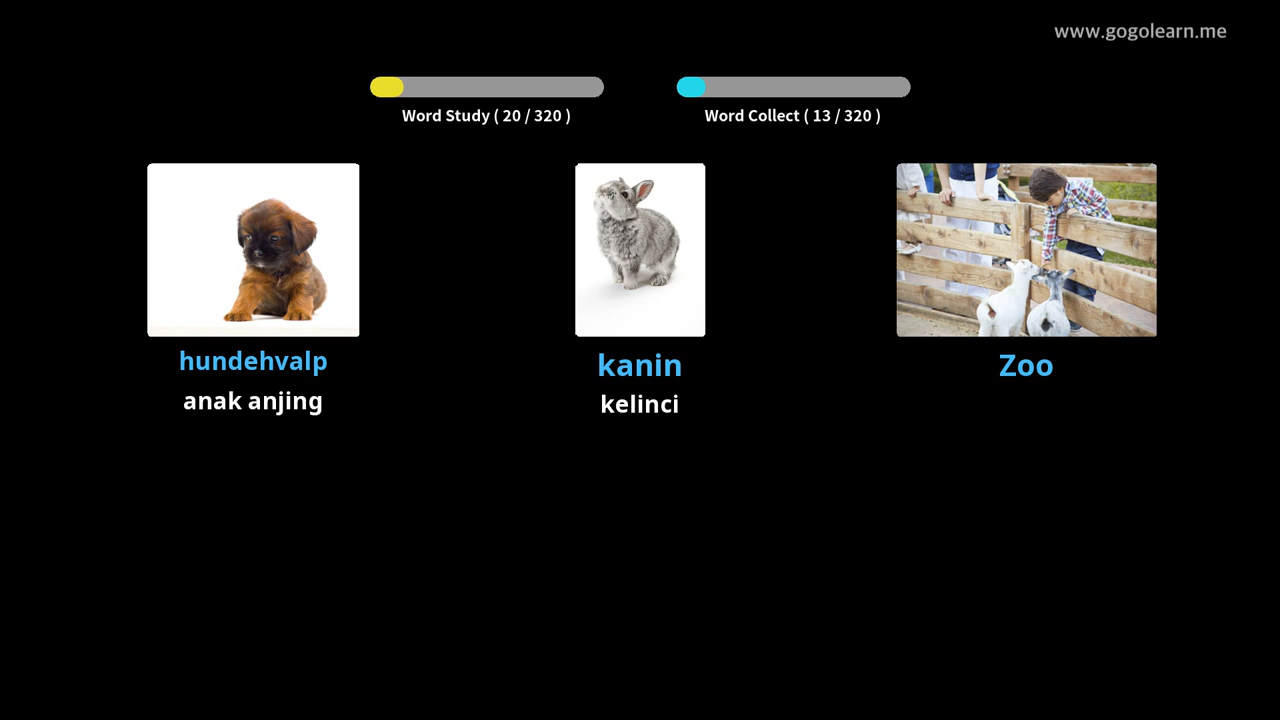 www.gogolearn.me
Word Study ( 20 / 320 )
Word Collect ( 13 / 320 )
hundehvalp
anak anjing
kanin
kelinci
Zoo